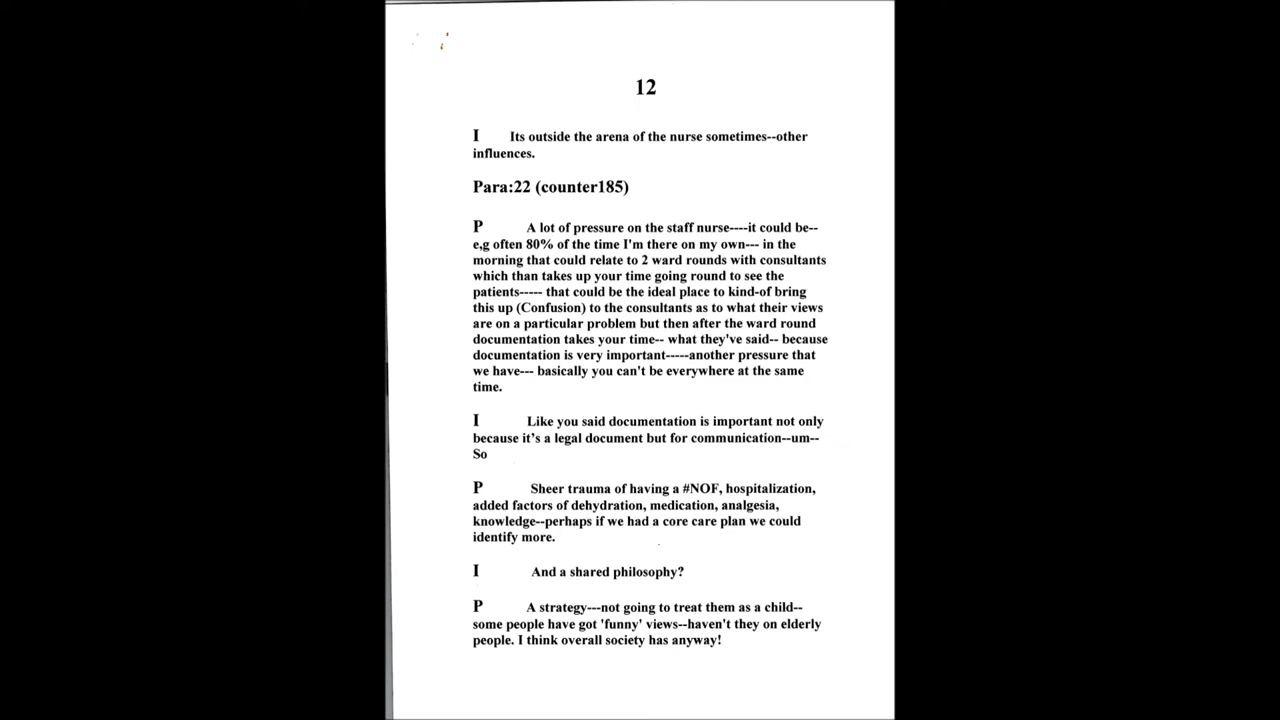 12
I Its outside the arena of the nurse sometimes--other
influences.
Para:22 (counter185)
P A lot of pressure on the staff nurse----it could be--
e,g often 80% of the time I'm there on my own--- in the
morning that could relate to 2 ward rounds with consultants
which than takes up your time going round to see the
patients----- that could be the ideal place to kind-of bring
this up (Confusion) to the consultants as to what their views
are on a particular problem but then after the ward round
documentation takes your time-- what they've said-- because
documentation is very important-----another pressure that
we have--- basically you can't be everywhere at the same
time.
I Like you said documentation is important not only
because it’s a legal document but for communication--um--
So
P Sheer trauma of having a #NOF, hospitalization,
added factors of dehydration, medication, analgesia,
knowledge--perhaps if we had a core care plan we could
identify more.
I And a shared philosophy?
P A strategy---not going to treat them as a child--
some people have got 'funny' views--haven't they on elderly
people. I think overall society has anyway!